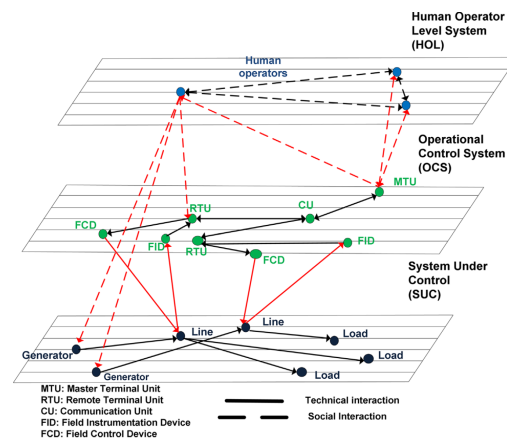 Human Operator
Level System
(HOL)
Human
operators
Operational
Control System
(OCS)
MTU
RTU
CU
FCD
FID
RTU
FID
FCD
System Under
Control
(SUC)
Line
Line
Load
Generator
Load
Generator
Load
MTU: Master Terminal Unit
RTU: Remote Terminal Unit
CU: Communication Unit
FID: Field Instrumentation Device
FCD: Field Control Device
Technical interaction
Social Interaction